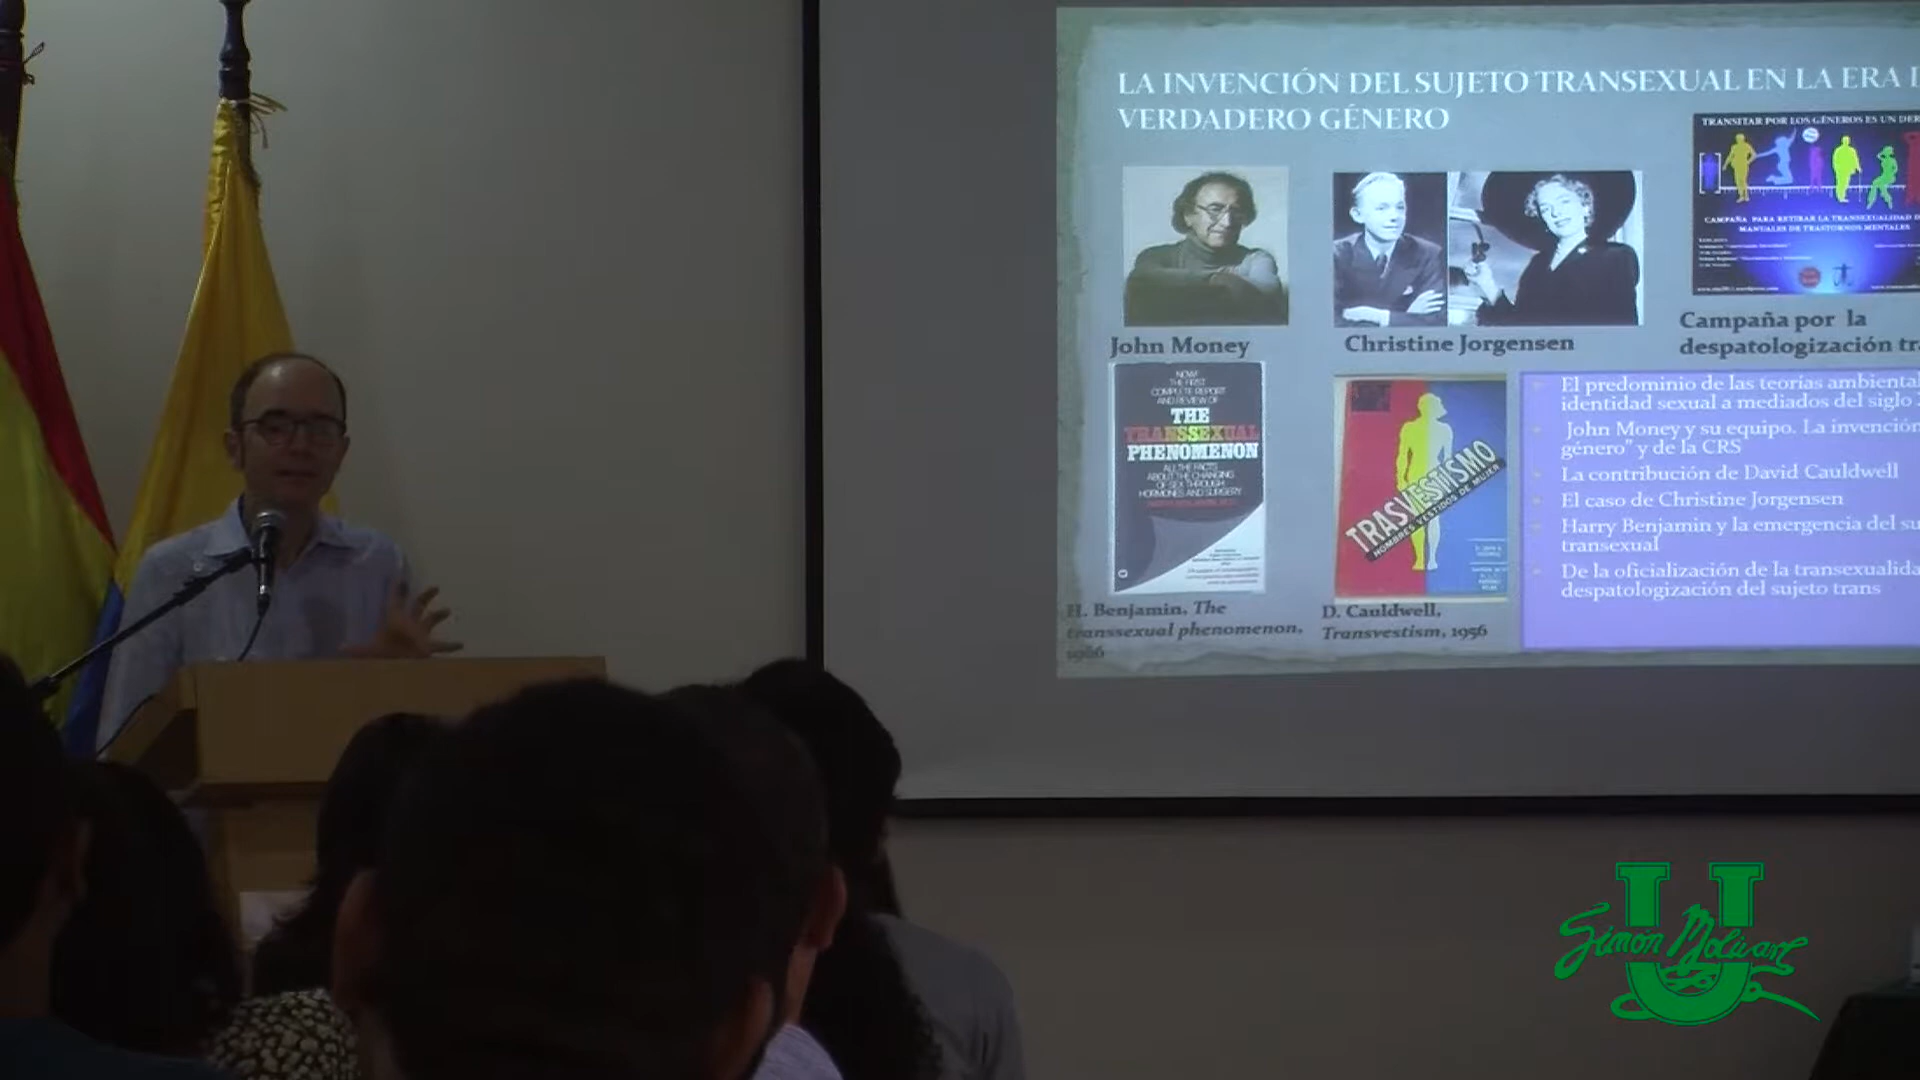 LA INVENCIÓN DEL SUJETO TRANSEXUAL EN LA ERA
VERDADERO GÉNERO
TRANSITAR POR LOS GÉNEROS ES UN
CAMPAÑA PARA RETIRAR LA TRANSEXUALIDAD
MANUALES DE TRASTORNOS MENTALES
John Money
Christine Jorgensen
Campaña por la
despatologización
NOW!
THE FIRST
COMPLETE REPORT
AND REVIEW OF
THE
TRANSSEXUAL
PHENOMENON
ALL THE FACTS
ABOUT THE CHANGING
OF SEX THROUGH
HORMONES AND SURGERY
TRASVESTISMO
HOMBRES VESTIDOS DE MUJER
H. Benjamin, The
transsexual phenomenon,
D. Cauldwell,
Transvestism, 1956
El predominio de las teorías
identidad sexual a mediados del siglo
John Money y su equipo. La invención
género" y de la CRS
La contribución de David Cauldwell
El caso de Christine Jorgensen
Harry Benjamin y la emergencia del
transexual
De la oficialización de la
despatologización del sujeto trans
U
Simón